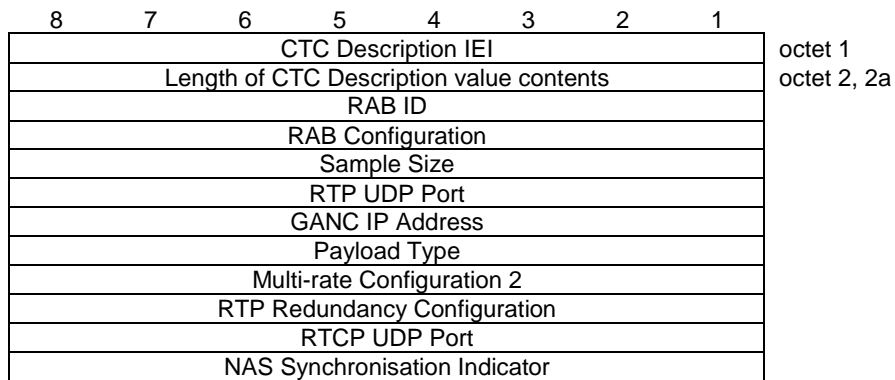 8 7 6 5 4 3 2 1
CTC Description IEI octet 1
Length of CTC Description value contents octet 2, 2a
RAB ID
RAB Configuration
Sample Size
RTP UDP Port
GANC IP Address
Payload Type
Multi-rate Configuration 2
RTP Redundancy Configuration
RTCP UDP Port
NAS Synchronisation Indicator